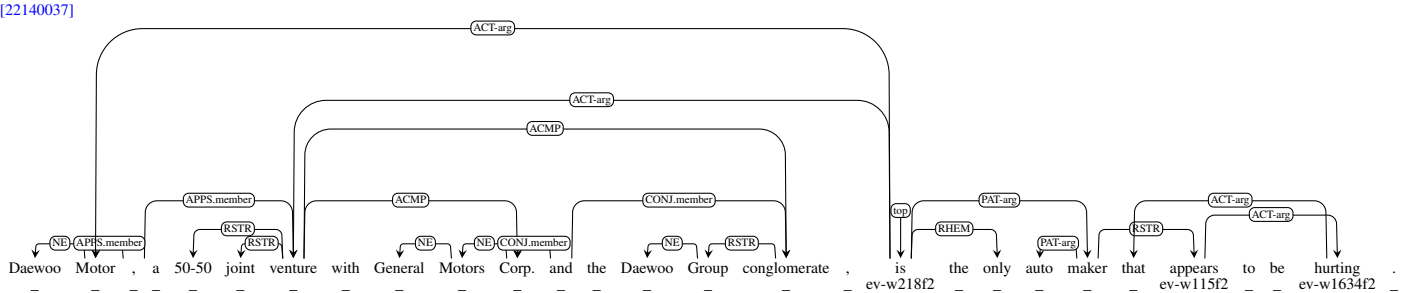 [22140037]
ACT-arg
ACT-arg
ACMP
APPS.member ACMP CONJ.member PAT-arg ACT-arg
top
ACT-arg
RSTR RHEM RSTR
NE APPS.member RSTR NE NE CONJ.member NE RSTR PAT-arg
Daewoo Motor , a 50-50 joint venture with General Motors Corp. and the Daewoo Group conglomerate , is the only auto maker that appears to be hurting .
_ _ _ _ _ _ _ _ _ _ _ _ _ _ _ _ _ ev-w218f2 _ _ _ _ _ ev-w115f2 _ _ ev-w1634f2 _